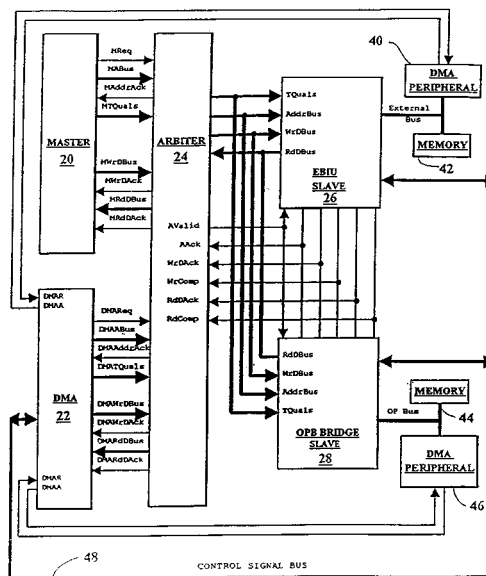 40
DMA
PERIPHERAL
External
Bus
MEMORY
42
MReq
MABus
MAddrAck
MTQuals
MASTER
20
MWrDBus
MWrDAck
MRdDBus
MRdDAck
ARBITER
24
TQuals
AddrBus
WrDBus
RdDBus
EBIU
SLAVE
26
AValid
AAck
WrDAck
WrComp
RdDAck
RdComp
DMAR
DMAA
DMA
22
DMAR
DMAA
DMAReq
DMAABus
DMAAddrAck
DMATQuals
DMAWrDBus
DMAWrDAck
DMARdDBus
DMARdDAck
RdDBus
WrDBus
AddrBus
TQuals
OPB BRIDGE
SLAVE
28
MEMORY
OP Bus
44
DMA
PERIPHERAL
46
48
CONTROL SIGNAL BUS